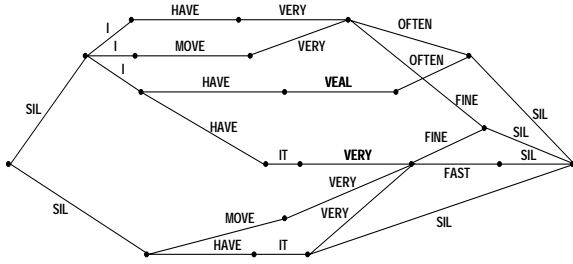 HAVE VERY
I OFTEN
I MOVE VERY
OFTEN
I HAVE VEAL
SIL FINE SIL
HAVE
FINE SIL
IT VERY SIL
FAST
VERY
SIL MOVE VERY SIL
HAVE IT